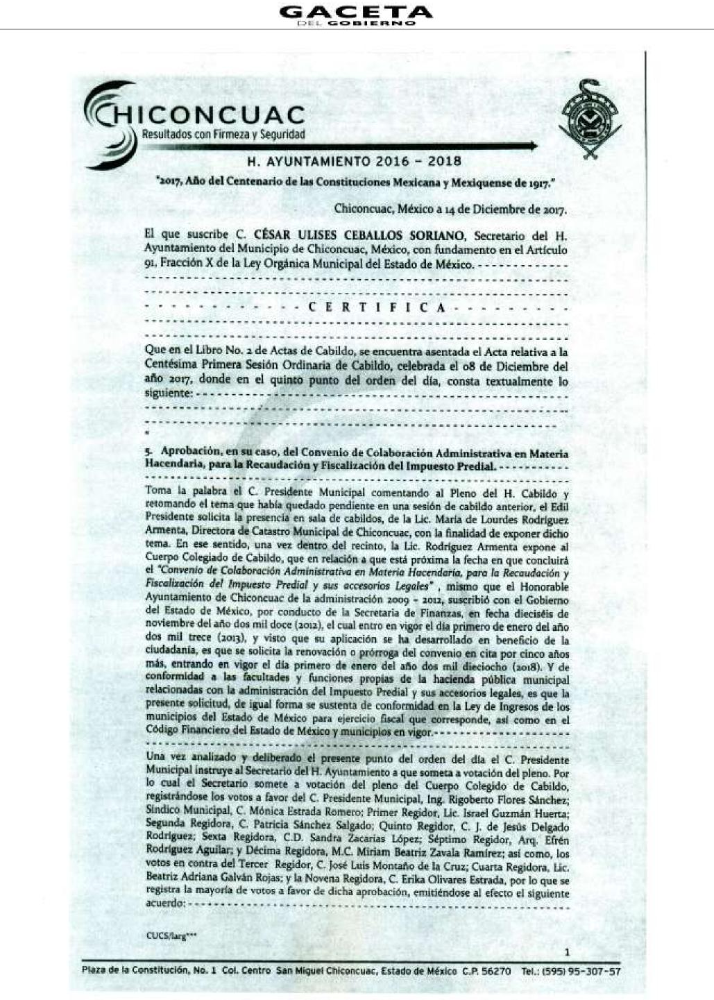 GACETA
DEL GOBIERNO
CHICONCUAC
Resultados con Firmeza y Seguridad
H. AYUNTAMIENTO 2016 – 2018
"2017, Año del Centenario de las Constituciones Mexicana y Mexiquense de 1917."
Chiconcuac, México a 14 de Diciembre de 2017.
El que suscribe C. CÉSAR ULISES CEBALLOS SORIANO, Secretario del H.
Ayuntamiento del Municipio de Chiconcuac, México, con fundamento en el Artículo
91, Fracción X de la Ley Orgánica Municipal del Estado de México. - - - - - - - - - - - - -
- - - - - - - - - - - - C E R T I F I C A - - - - - - - - -
Que en el Libro No. 2 de Actas de Cabildo, se encuentra asentada el Acta relativa a la
Centésima Primera Sesión Ordinaria de Cabildo, celebrada el 08 de Diciembre del
año 2017, donde en el quinto punto del orden del día, consta textualmente lo
siguiente: - - - - - - - - - - - - - - - - - - - - - - - - - - - - - - - - - - - - - - - - - - - - - - - -
"
5. Aprobación, en su caso, del Convenio de Colaboración Administrativa en Materia
Hacendaria, para la Recaudación y Fiscalización del Impuesto Predial. - - - - - - - - - -
Toma la palabra el C. Presidente Municipal comentando al Pleno del H. Cabildo y
retomando el tema que había quedado pendiente en una sesión de cabildo anterior, el Edil
Presidente solicita la presencia en sala de cabildos, de la Lic. María de Lourdes Rodríguez
Armenta, Directora de Catastro Municipal de Chiconcuac, con la finalidad de exponer dicho
tema. En ese sentido, una vez dentro del recinto, la Lic. Rodríguez Armenta expone al
Cuerpo Colegiado de Cabildo, que en relación a que está próxima la fecha en que concluirá
el "Convenio de Colaboración Administrativa en Materia Hacendaria, para la Recaudación y
Fiscalización del Impuesto Predial y sus accesorios Legales" , mismo que el Honorable
Ayuntamiento de Chiconcuac de la administración 2009 – 2012, suscribió con el Gobierno
del Estado de México, por conducto de la Secretaria de Finanzas, en fecha dieciséis de
noviembre del año dos mil doce (2012), el cual entro en vigor el día primero de enero del año
dos mil trece (2013), y visto que su aplicación se ha desarrollado en beneficio de la
ciudadanía, es que se solicita la renovación o prórroga del convenio en cita por cinco años
más, entrando en vigor el día primero de enero del año dos mil dieciocho (2018). Y de
conformidad a las facultades y funciones propias de la hacienda pública municipal
relacionadas con la administración del Impuesto Predial y sus accesorios legales, es que la
presente solicitud, de igual forma se sustenta de conformidad en la Ley de Ingresos de los
municipios del Estado de México para ejercicio fiscal que corresponde, así como en el
Código Financiero del Estado de México y municipios en vigor.- - - - - - - - - - - - - - - - - - -
Una vez analizado y deliberado el presente punto del orden del día el C. Presidente
Municipal instruye al Secretario del H. Ayuntamiento a que someta a votación del pleno. Por
lo cual el Secretario somete a votación del pleno del Cuerpo Colegido de Cabildo,
registrándose los votos a favor del C. Presidente Municipal, Ing. Rigoberto Flores Sánchez;
Síndico Municipal, C. Mónica Estrada Romero; Primer Regidor, Lic. Israel Guzmán Huerta;
Segunda Regidora, C. Patricia Sánchez Salgado; Quinto Regidor, C. J. de Jesús Delgado
Rodríguez; Sexta Regidora, C.D. Sandra Zacarias López; Séptimo Regidor, Arq. Efrén
Rodríguez Aguilar; y Décima Regidora, M.C. Miriam Beatriz Zavala Ramírez; así como, los
votos en contra del Tercer Regidor, C. José Luis Montaño de la Cruz; Cuarta Regidora, Lic.
Beatriz Adriana Galván Rojas; y la Novena Regidora, C. Erika Olivares Estrada, por lo que se
registra la mayoría de votos a favor de dicha aprobación, emitiéndose al efecto el siguiente
acuerdo: - - - - - - - - - - - - - - - - - - - - - - - - - - - - - - - - - - - - - - - - - - - - - - - - - -
CUCS/larg***
1
Plaza de la Constitución, No. 1 Col. Centro San Miguel Chiconcuac, Estado de México C.P. 56270 Tel.: (595) 95-307-57